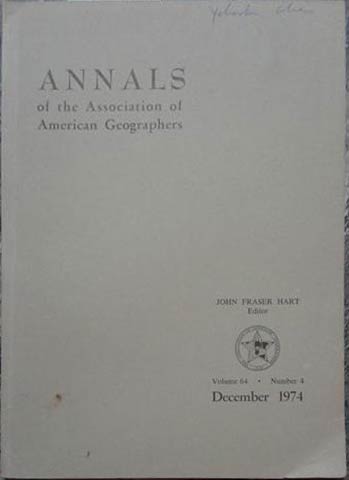 ANNALS
of the Association of
American Geographers
JOHN FRASER HART
Editor
Volume 64 • Number 4
December 1974